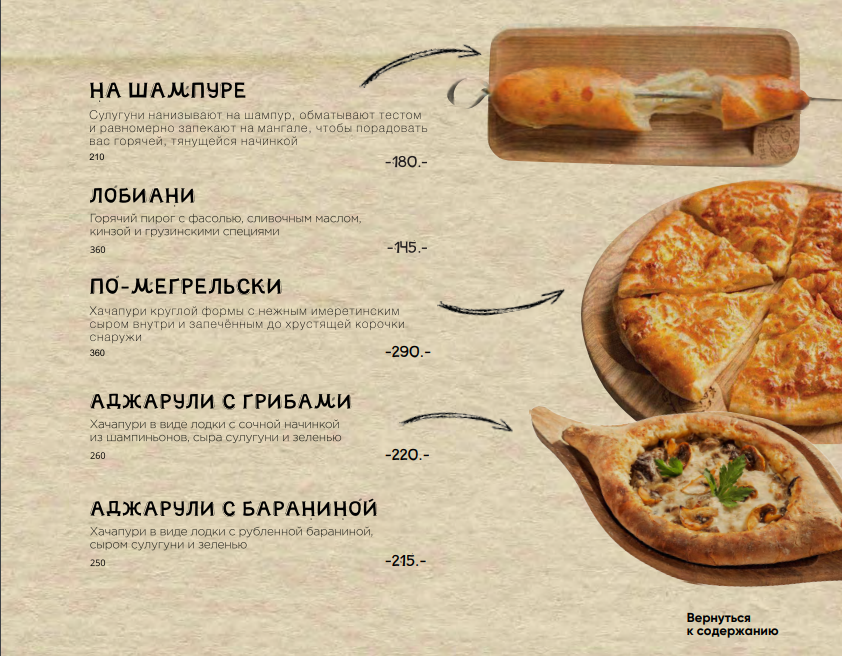 НА ШАМПУРЕ
Сулугуни нанизывают на шампур, обматывают тестом
и равномерно запекают на мангале, чтобы порадовать
вас горячей, тянущейся начинкой
210
-180.-
ЛОБИАНИ
Горячий пирог с фасолью, сливочным маслом,
кинзой и грузинскими специями
360
-145.-
ПО-МЕГРЕЛЬСКИ
Хачапури круглой формы с нежным имеретинским
сыром внутри и запечённым до хрустящей корочки
снаружи
360
-290.-
АДЖАРУЛИ С ГРИБАМИ
Хачапури в виде лодки с сочной начинкой
из шампиньонов, сыра сулугуни и зеленью
260
-220.-
АДЖАРУЛИ С БАРАНИНОЙ
Хачапури в виде лодки с рубленной бараниной,
сыром сулугуни и зеленью
250
-215.-
Вернуться
к содержанию